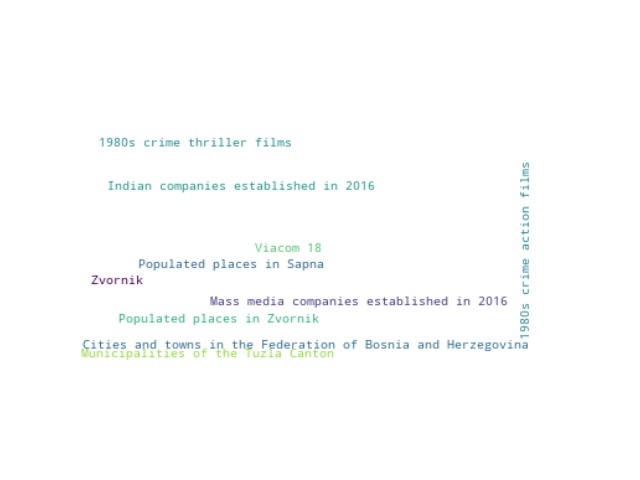 1980s crime thriller films
Indian companies established in 2016
1980s crime action films
Viacom 18
Populated places in Sapna
Zvornik
Mass media companies established in 2016
Populated places in Zvornik
Cities and towns in the Federation of Bosnia and Herzegovina
Municipalities of the Tuzla Canton